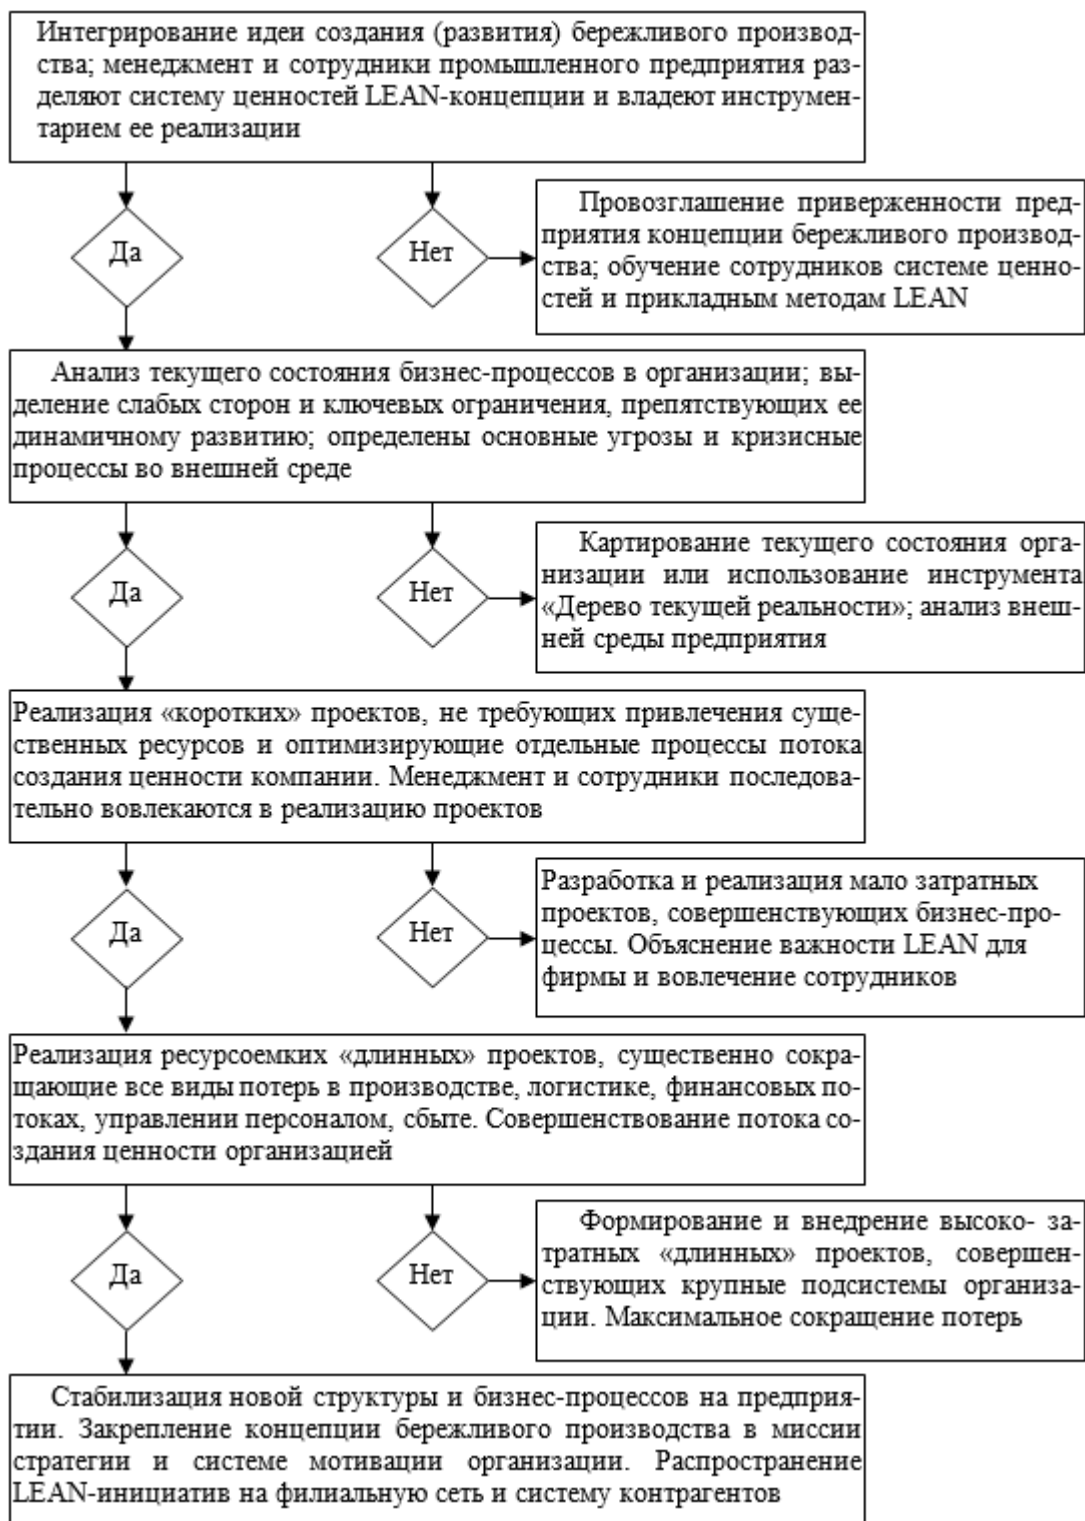 Интегрирование идеи создания (развития) бережливого производ-
ства; менеджмент и сотрудники промышленного предприятия раз-
деляют систему ценностей LEAN-концепции и владеют инструмен-
тарием ее реализации
Да
Нет
Провозглашение приверженности пред-
приятия концепции бережливого производ-
ства; обучение сотрудников системе цен-
ностей и прикладным методам LEAN
Анализ текущего состояния бизнес-процессов в организации; вы-
деление слабых сторон и ключевых ограничения, препятствующих ее
динамичному развитию; определены основные угрозы и кризисные
процессы во внешней среде
Да
Нет
Картирование текущего состояния орга-
низации или использование инструмента
«Дерево текущей реальности»; анализ внеш-
ней среды предприятия
Реализация «коротких» проектов, не требующих привлечения суще-
ственных ресурсов и оптимизирующие отдельные процессы потока
создания ценности компании. Менеджмент и сотрудники последова-
тельно вовлекаются в реализацию проектов
Да
Нет
Разработка и реализация мало затратных
проектов, совершенствующих бизнес-про-
цессы. Объяснение важности LEAN для
фирмы и вовлечение сотрудников
Реализация ресурсоемких «длинных» проектов, существенно сокра-
щающие все виды потерь в производстве, логистике, финансовых по-
токах, управлении персоналом, сбыте. Совершенствование потока со-
здания ценности организацией
Да
Нет
Формирование и внедрение высоко- за-
тратных «длинных» проектов, совершен-
ствующих крупные подсистемы организа-
ции. Максимальное сокращение потерь
Стабилизация новой структуры и бизнес-процессов на предприя-
тии. Закрепление концепции бережливого производства в миссии
стратегии и системе мотивации организации. Распространение
LEAN-инициатив на филиальную сеть и систему контрагентов